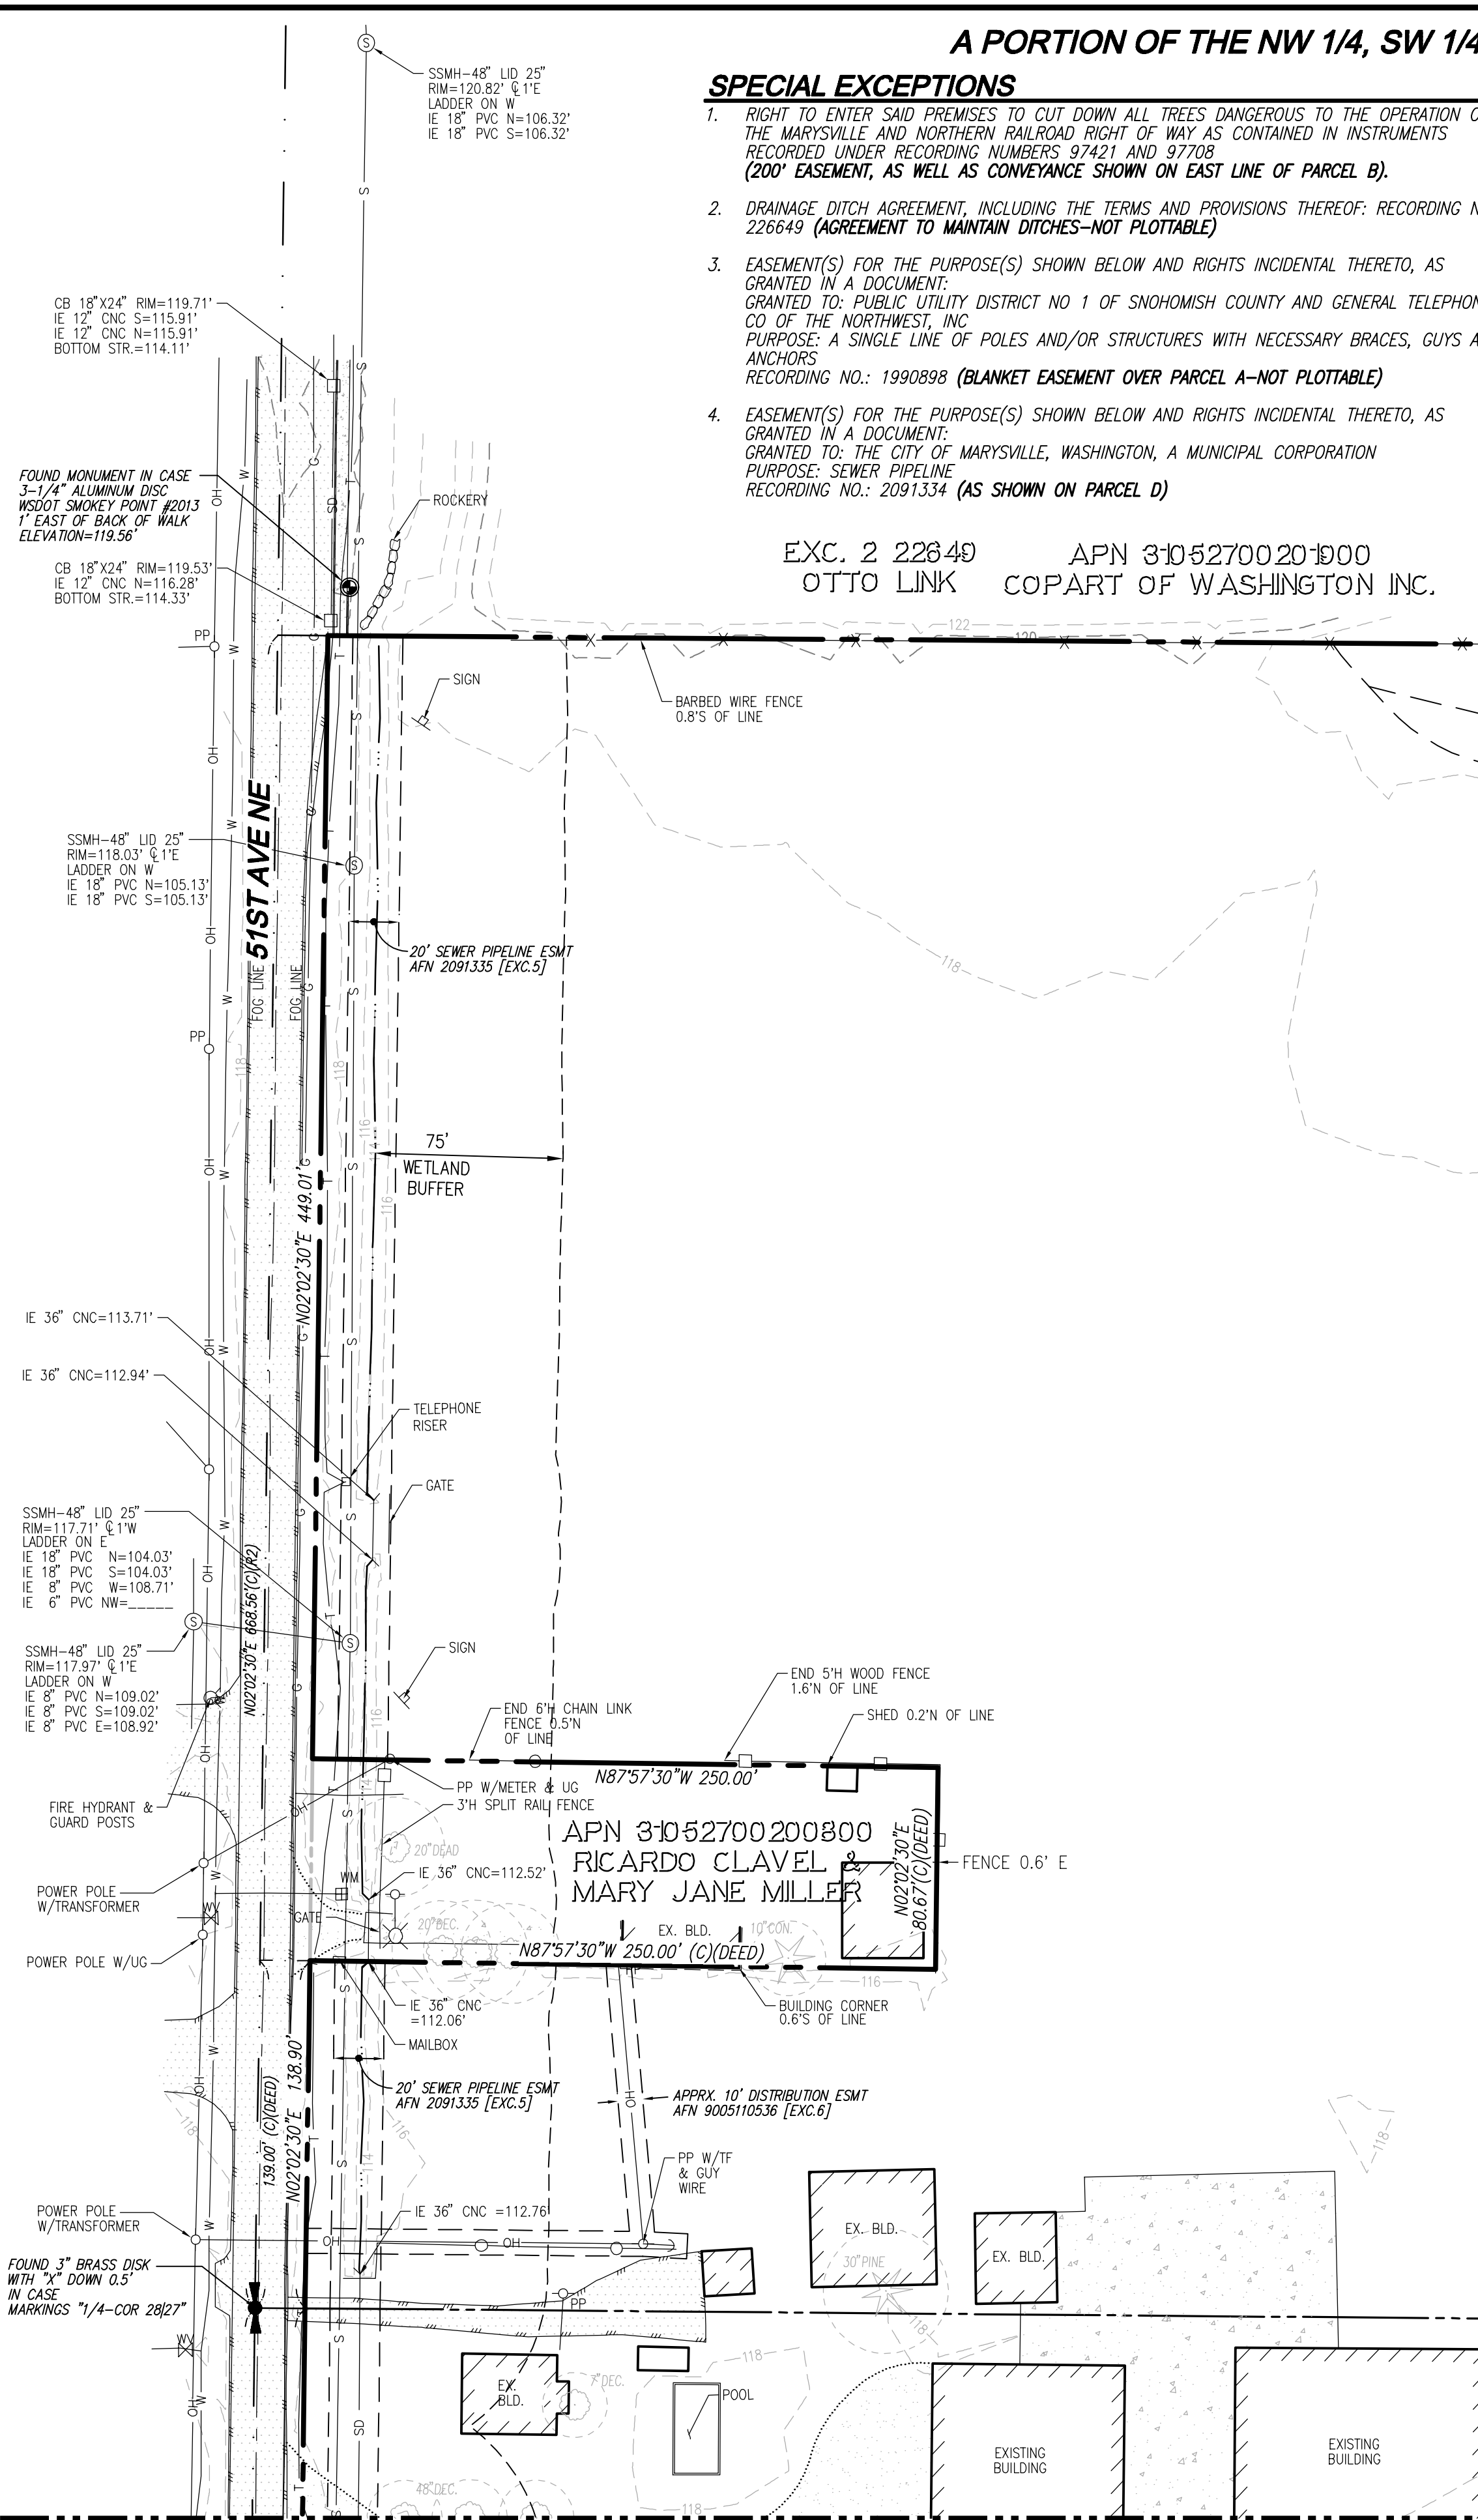 A PORTION OF THE NW 1/4, SW 1/4
SPECIAL EXCEPTIONS
1. RIGHT TO ENTER SAID PREMISES TO CUT DOWN ALL TREES DANGEROUS TO THE OPERATION
THE MARYSVILLE AND NORTHERN RAILROAD RIGHT OF WAY AS CONTAINED IN INSTRUMENTS
RECORDED UNDER RECORDING NUMBERS 97421 AND 97708
(200' EASEMENT, AS WELL AS CONVEYANCE SHOWN ON EAST LINE OF PARCEL B).
2. DRAINAGE DITCH AGREEMENT, INCLUDING THE TERMS AND PROVISIONS THEREOF: RECORDING
226649 (AGREEMENT TO MAINTAIN DITCHES-NOT PLOTTABLE)
3. EASEMENT(S) FOR THE PURPOSE(S) SHOWN BELOW AND RIGHTS INCIDENTAL THERETO, AS
GRANTED IN A DOCUMENT:
GRANTED TO: PUBLIC UTILITY DISTRICT NO 1 OF SNOHOMISH COUNTY AND GENERAL TELEPHON
CO OF THE NORTHWEST, INC
PURPOSE: A SINGLE LINE OF POLES AND/OR STRUCTURES WITH NECESSARY BRACES, GUYS A
ANCHORS
RECORDING NO.: 1990898 (BLANKET EASEMENT OVER PARCEL A-NOT PLOTTABLE)
4. EASEMENT(S) FOR THE PURPOSE(S) SHOWN BELOW AND RIGHTS INCIDENTAL THERETO, AS
GRANTED IN A DOCUMENT:
GRANTED TO: THE CITY OF MARYSVILLE, WASHINGTON, A MUNICIPAL CORPORATION
PURPOSE: SEWER PIPELINE
RECORDING NO.: 2091334 (AS SHOWN ON PARCEL D)
SSMH-48" LID 25"
RIM=120.82' ℄ 1'E
LADDER ON W
IE 18" PVC N=106.32'
IE 18" PVC S=106.32'
CB 18"X24" RIM=119.71'
IE 12" CNC S=115.91'
IE 12" CNC N=115.91'
BOTTOM STR.=114.11'
FOUND MONUMENT IN CASE
3-1/4" ALUMINUM DISC
WSDOT SMOKEY POINT #2013
1' EAST OF BACK OF WALK
ELEVATION=119.56'
ROCKERY
CB 18"X24" RIM=119.53'
IE 12" CNC N=116.28'
BOTTOM STR.=114.33'
EXC. 2 22649
OTTO LINK
APN 31052700201900
COPART OF WASHINGTON INC.
122
120
PP
SIGN
BARBED WIRE FENCE
0.8'S OF LINE
51ST AVE NE
SSMH-48" LID 25"
RIM=118.03' ℄ 1'E
LADDER ON W
IE 18" PVC N=105.13'
IE 18" PVC S=105.13'
20' SEWER PIPELINE ESMT
AFN 2091335 [EXC.5]
118
FOG LINE
FOG LINE
PP
118
118
116
114
116
75'
WETLAND
BUFFER
N02°02'30"E 449.01'
IE 36" CNC=113.71'
IE 36" CNC=112.94'
TELEPHONE
RISER
GATE
SSMH-48" LID 25"
RIM=117.71' ℄ 1'W
LADDER ON E
IE 18" PVC N=104.03'
IE 18" PVC S=104.03'
IE 8" PVC W=108.71'
IE 6" PVC NW=_____
N02°02'30"E 668.56'(C)(R2)
SSMH-48" LID 25"
RIM=117.97' ℄ 1'E
LADDER ON W
IE 8" PVC N=109.02'
IE 8" PVC S=109.02'
IE 8" PVC E=108.92'
SIGN
116
END 6'H CHAIN LINK
FENCE 0.5'N
OF LINE
END 5'H WOOD FENCE
1.6'N OF LINE
SHED 0.2'N OF LINE
N87°57'30"W 250.00'
PP W/METER & UG
3'H SPLIT RAIL FENCE
114
FIRE HYDRANT &
GUARD POSTS
20"DEAD
APN 31052700200800
RICARDO CLAVEL &
MARY JANE MILLER
N02°02'30"E
80.67'(C)(DEED)
FENCE 0.6' E
IE 36" CNC=112.52'
WM
POWER POLE
W/TRANSFORMER
WV
GATE
20"DEC.
EX. BLD.
10"CON.
N87°57'30"W 250.00' (C)(DEED)
POWER POLE W/UG
116
IE 36" CNC
=112.06'
BUILDING CORNER
0.6'S OF LINE
MAILBOX
N02°02'30"E 138.90'
139.00' (C)(DEED)
20' SEWER PIPELINE ESMT
AFN 2091335 [EXC.5]
APPRX. 10' DISTRIBUTION ESMT
AFN 9005110536 [EXC.6]
118
116
114
118
PP W/TF
& GUY
WIRE
POWER POLE
W/TRANSFORMER
IE 36" CNC =112.76'
EX. BLD.
EX. BLD.
30"PINE
FOUND 3" BRASS DISK
WITH "X" DOWN 0.5'
IN CASE
MARKINGS "1/4-COR 28|27"
PP
118
WV
118
EX.
BLD.
7"DEC.
POOL
SD
EXISTING
BUILDING
EXISTING
BUILDING
48"DEC.
118